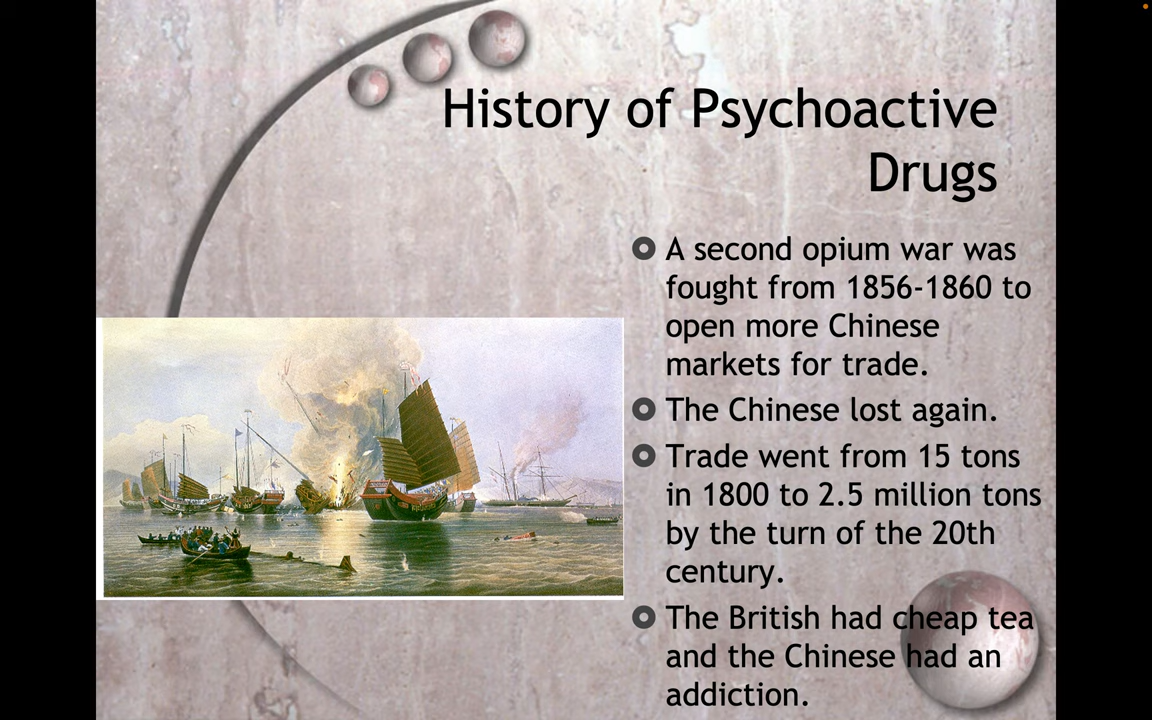 History of Psychoactive
Drugs
A second opium war was
fought from 1856-1860 to
open more Chinese
markets for trade.
The Chinese lost again.
Trade went from 15 tons
in 1800 to 2.5 million tons
by the turn of the 20th
century.
The British had cheap tea
and the Chinese had an
addiction.